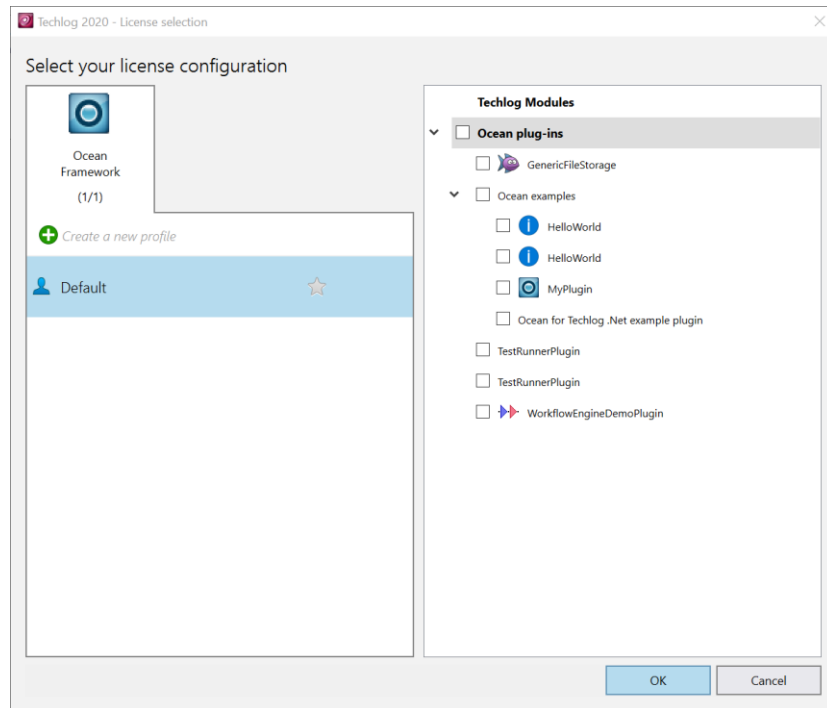 Techlog 2020 - License selection
Select your license configuration
Ocean
Framework
(1/1)
Create a new profile
Default
Techlog Modules
Ocean plug-ins
GenericFileStorage
Ocean examples
HelloWorld
HelloWorld
MyPlugin
Ocean for Techlog .Net example plugin
TestRunnerPlugin
TestRunnerPlugin
WorkflowEngineDemoPlugin
OK
Cancel